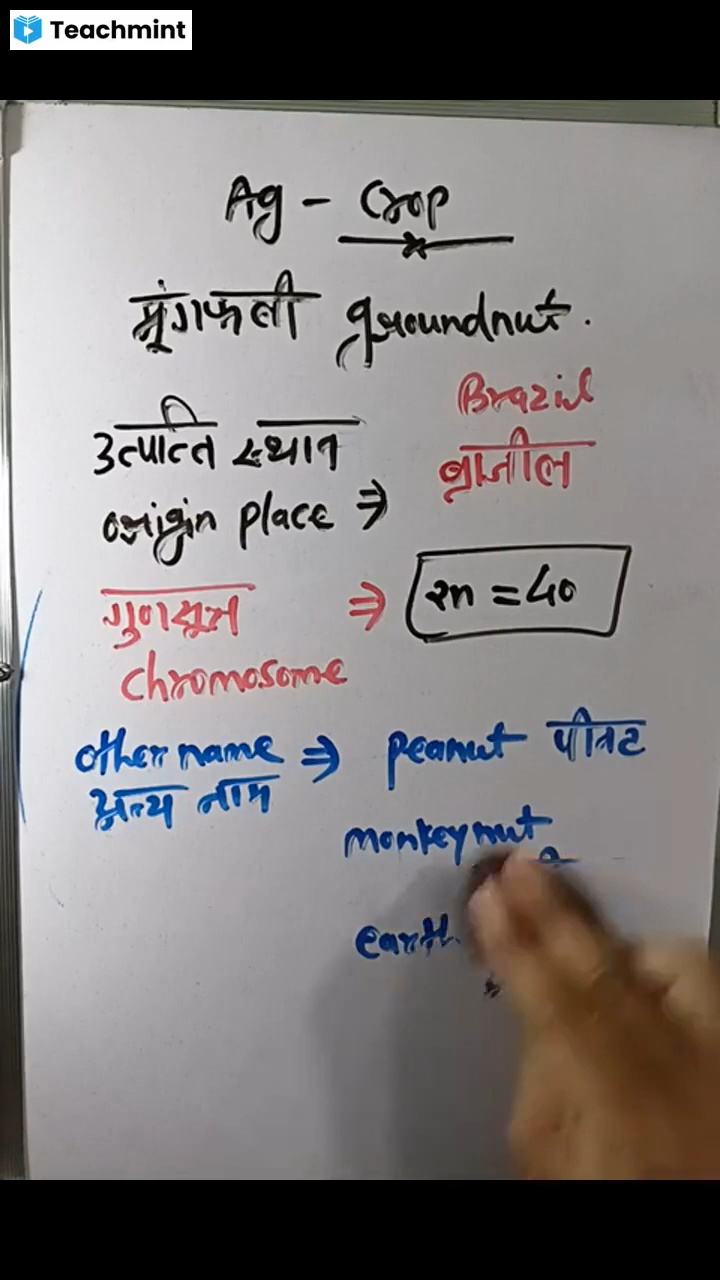 Teachmint
Ag - Crop
मूंगफली groundnut.
Brazil
उत्पत्ति स्थान ब्राजील
origin place ⇒
गुणसूत्र ⇒ 2n = 40
Chromosome
other name ⇒ peanut पीनट
अन्य नाम
monkeynut
earth